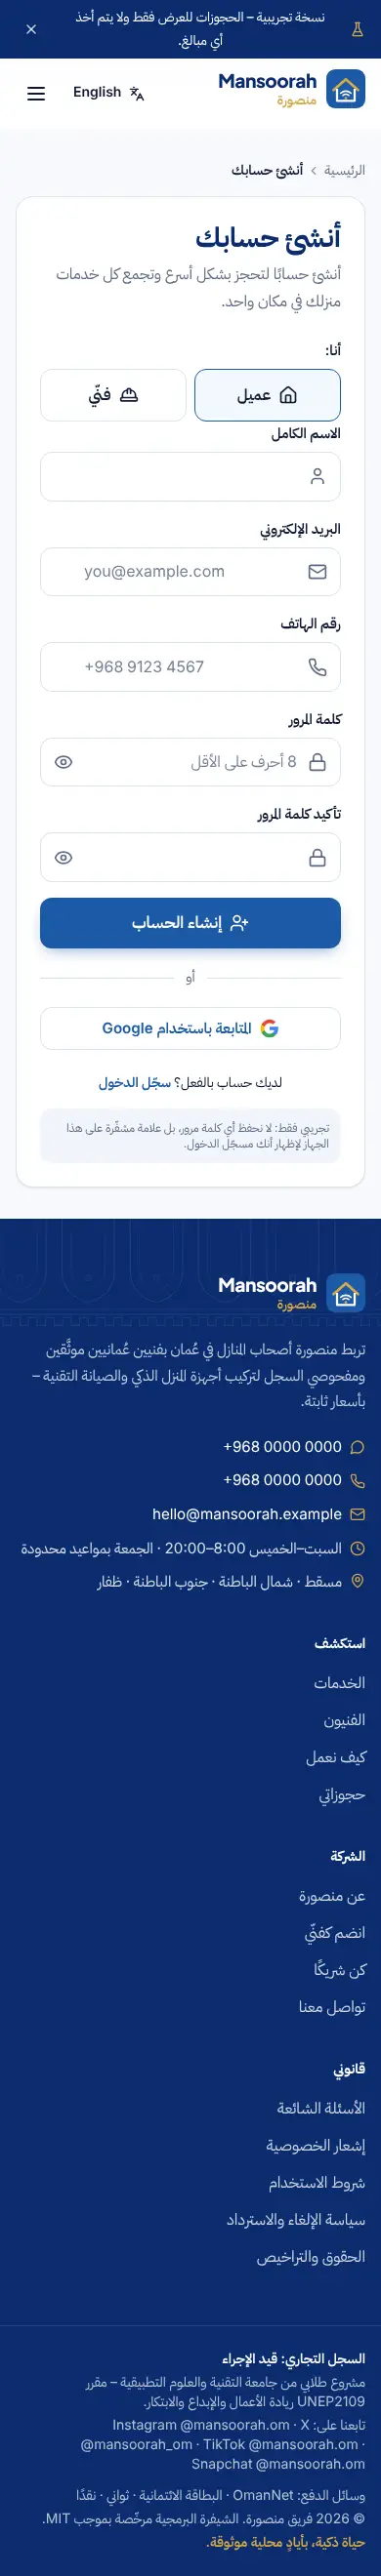 نسخة تجريبية – الحجوزات للعرض فقط ولا يتم أخذ
أي مبالغ.
Mansoorah
منصورة
English
الرئيسية › أنشئ حسابك
أنشئ حسابك
أنشئ حسابًا لتحجز بشكل أسرع وتجمع كل خدمات
منزلك في مكان واحد.
أنا:
عميل
فنّي
الاسم الكامل
البريد الإلكتروني
you@example.com
رقم الهاتف
+968 9123 4567
كلمة المرور
8 أحرف على الأقل
تأكيد كلمة المرور
إنشاء الحساب
أو
المتابعة باستخدام Google
لديك حساب بالفعل؟ سجّل الدخول
تجريبي فقط: لا نحفظ أي كلمة مرور، بل علامة مشفّرة على هذا
الجهاز لإظهار أنك مسجّل الدخول.
Mansoorah
منصورة
تربط منصورة أصحاب المنازل في عُمان بفنيين عُمانيين موثَّقين
ومفحوصي السجل لتركيب أجهزة المنزل الذكي والصيانة التقنية –
بأسعار ثابتة.
+968 0000 0000
+968 0000 0000
hello@mansoorah.example
السبت–الخميس 8:00–20:00 · الجمعة بمواعيد محدودة
مسقط · شمال الباطنة · جنوب الباطنة · ظفار
استكشف
الخدمات
الفنيون
كيف نعمل
حجوزاتي
الشركة
عن منصورة
انضم كفنّي
كن شريكًا
تواصل معنا
قانوني
الأسئلة الشائعة
إشعار الخصوصية
شروط الاستخدام
سياسة الإلغاء والاسترداد
الحقوق والتراخيص
السجل التجاري: قيد الإجراء
مشروع طلابي من جامعة التقنية والعلوم التطبيقية – مقرر
UNEP2109 ريادة الأعمال والإبداع والابتكار.
تابعنا على: Instagram @mansoorah.om · X
@mansoorah_om · TikTok @mansoorah.om ·
Snapchat @mansoorah.om
وسائل الدفع: OmanNet · البطاقة الائتمانية · ثواني · نقدًا
© 2026 فريق منصورة. الشيفرة البرمجية مرخّصة بموجب MIT.
حياة ذكية، بأيادٍ محلية موثوقة.